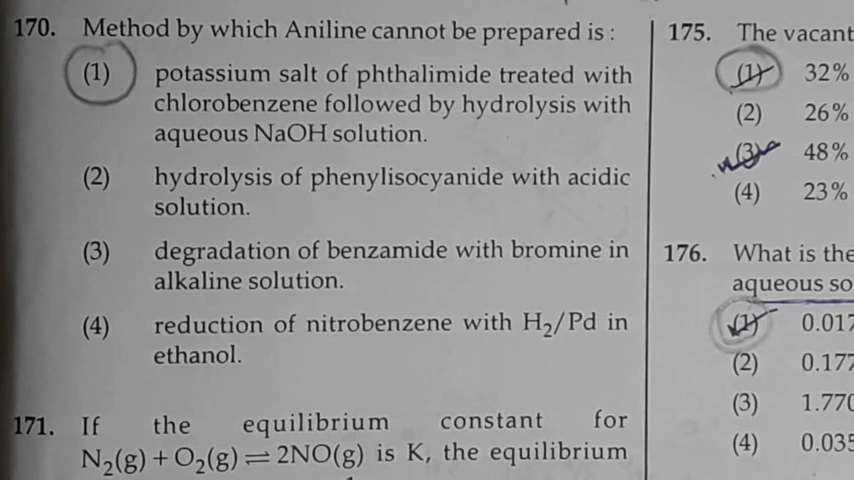 170. Method by which Aniline cannot be prepared is :
(1) potassium salt of phthalimide treated with
chlorobenzene followed by hydrolysis with
aqueous NaOH solution.
(2) hydrolysis of phenylisocyanide with acidic
solution.
(3) degradation of benzamide with bromine in
alkaline solution.
(4) reduction of nitrobenzene with H₂/Pd in
ethanol.
171. If the equilibrium constant for
N₂(g) + O₂(g) ⇌ 2NO(g) is K, the equilibrium
175. The vacant
(1) 32%
(2) 26%
(3) 48%
(4) 23%
176. What is the
aqueous so
(1) 0.017
(2) 0.177
(3) 1.770
(4) 0.035